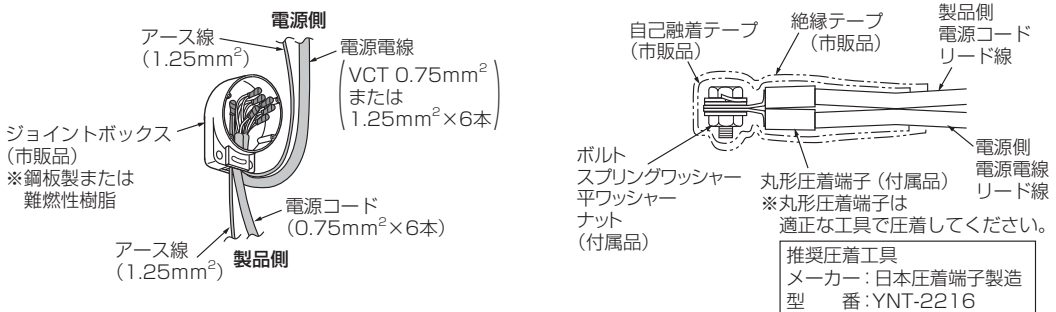 電源側
アース線
(1.25mm²)
電源電線
VCT 0.75mm²
または
1.25mm²×6本
ジョイントボックス
(市販品)
※鋼板製または
難燃性樹脂
電源コード
(0.75mm²×6本)
アース線
(1.25mm²)
製品側
自己融着テープ
(市販品)
絶縁テープ
(市販品)
製品側
電源コード
リード線
ボルト
スプリングワッシャー
平ワッシャー
ナット
(付属品)
丸形圧着端子(付属品)
※丸形圧着端子は
適正な工具で圧着してください。
電源側
電源電線
リード線
推奨圧着工具
メーカー:日本圧着端子製造
型 番:YNT-2216